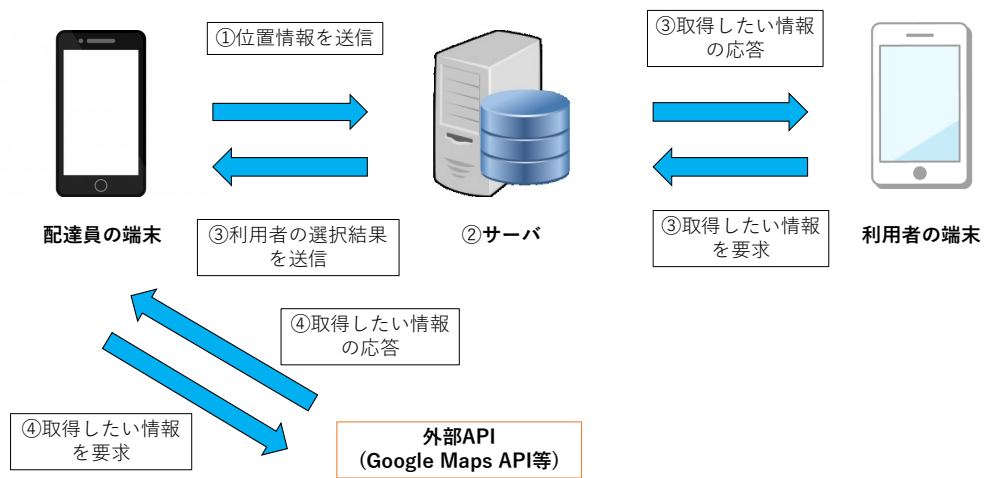 ①位置情報を送信
③取得したい情報
の応答
配達員の端末
③利用者の選択結果
を送信
②サーバ
③取得したい情報
を要求
利用者の端末
④取得したい情報
の応答
④取得したい情報
を要求
外部API
(Google Maps API等)